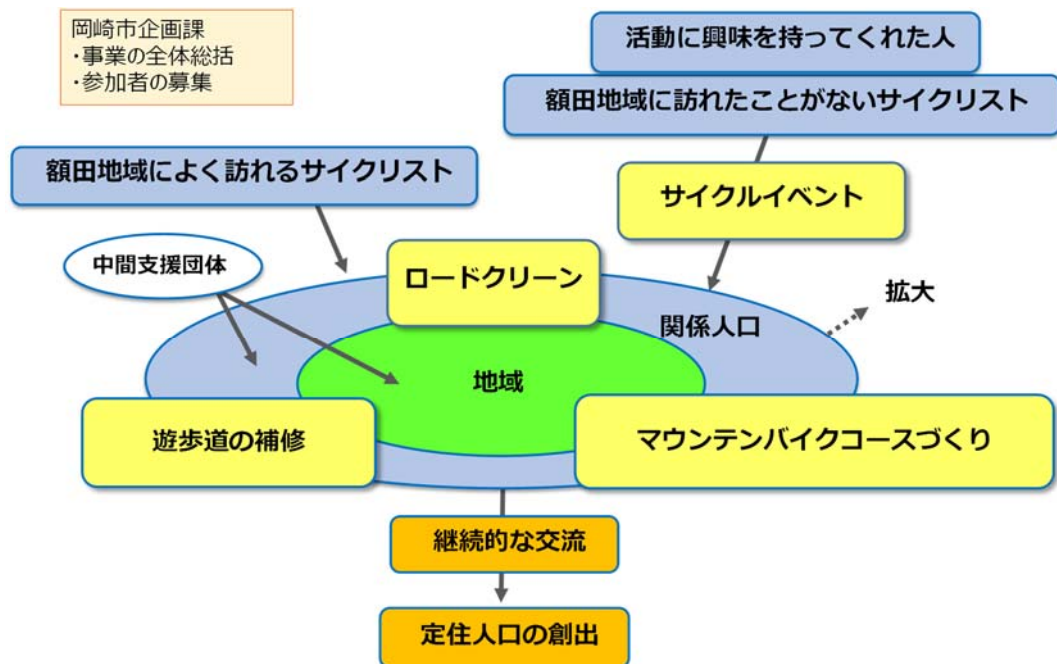 岡崎市企画課
・事業の全体総括
・参加者の募集
活動に興味を持ってくれた人
額田地域に訪れたことがないサイクリスト
額田地域によく訪れるサイクリスト
サイクルイベント
中間支援団体
ロードクリーン
拡大
関係人口
地域
遊歩道の補修
マウンテンバイクコースづくり
継続的な交流
定住人口の創出